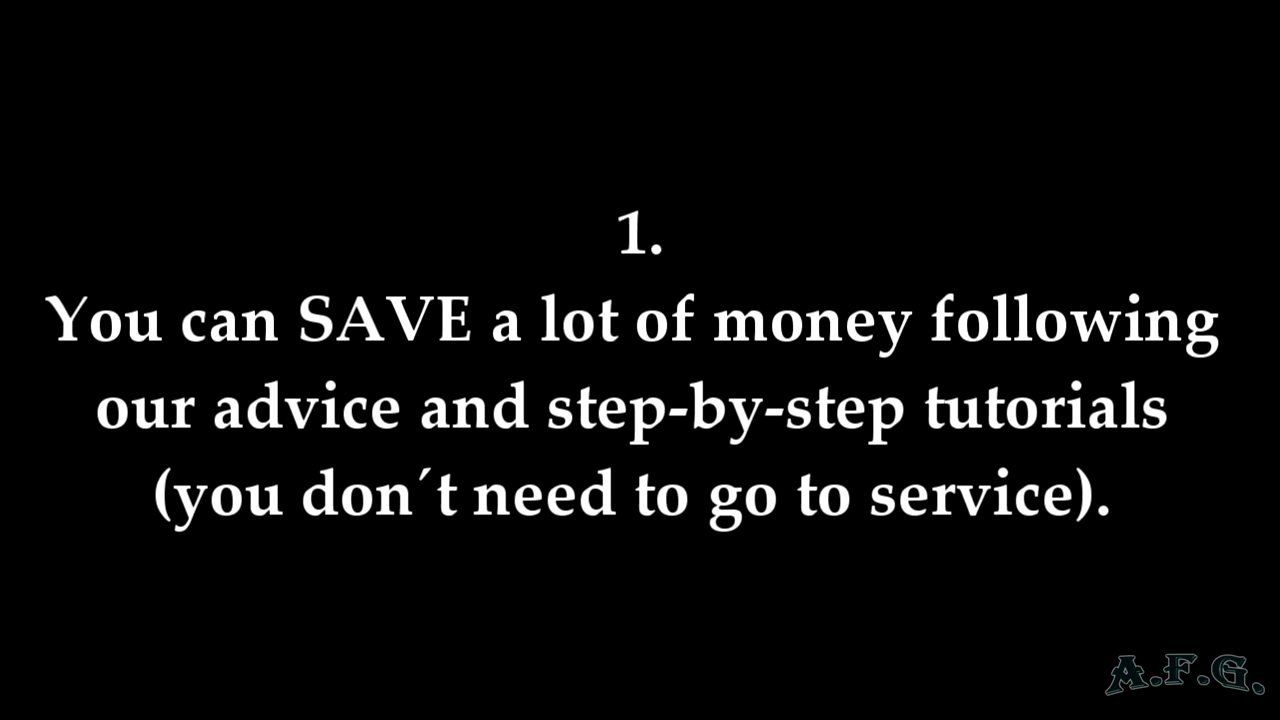 1.
You can SAVE a lot of money following
our advice and step-by-step tutorials
(you don´t need to go to service).
A.F.G.